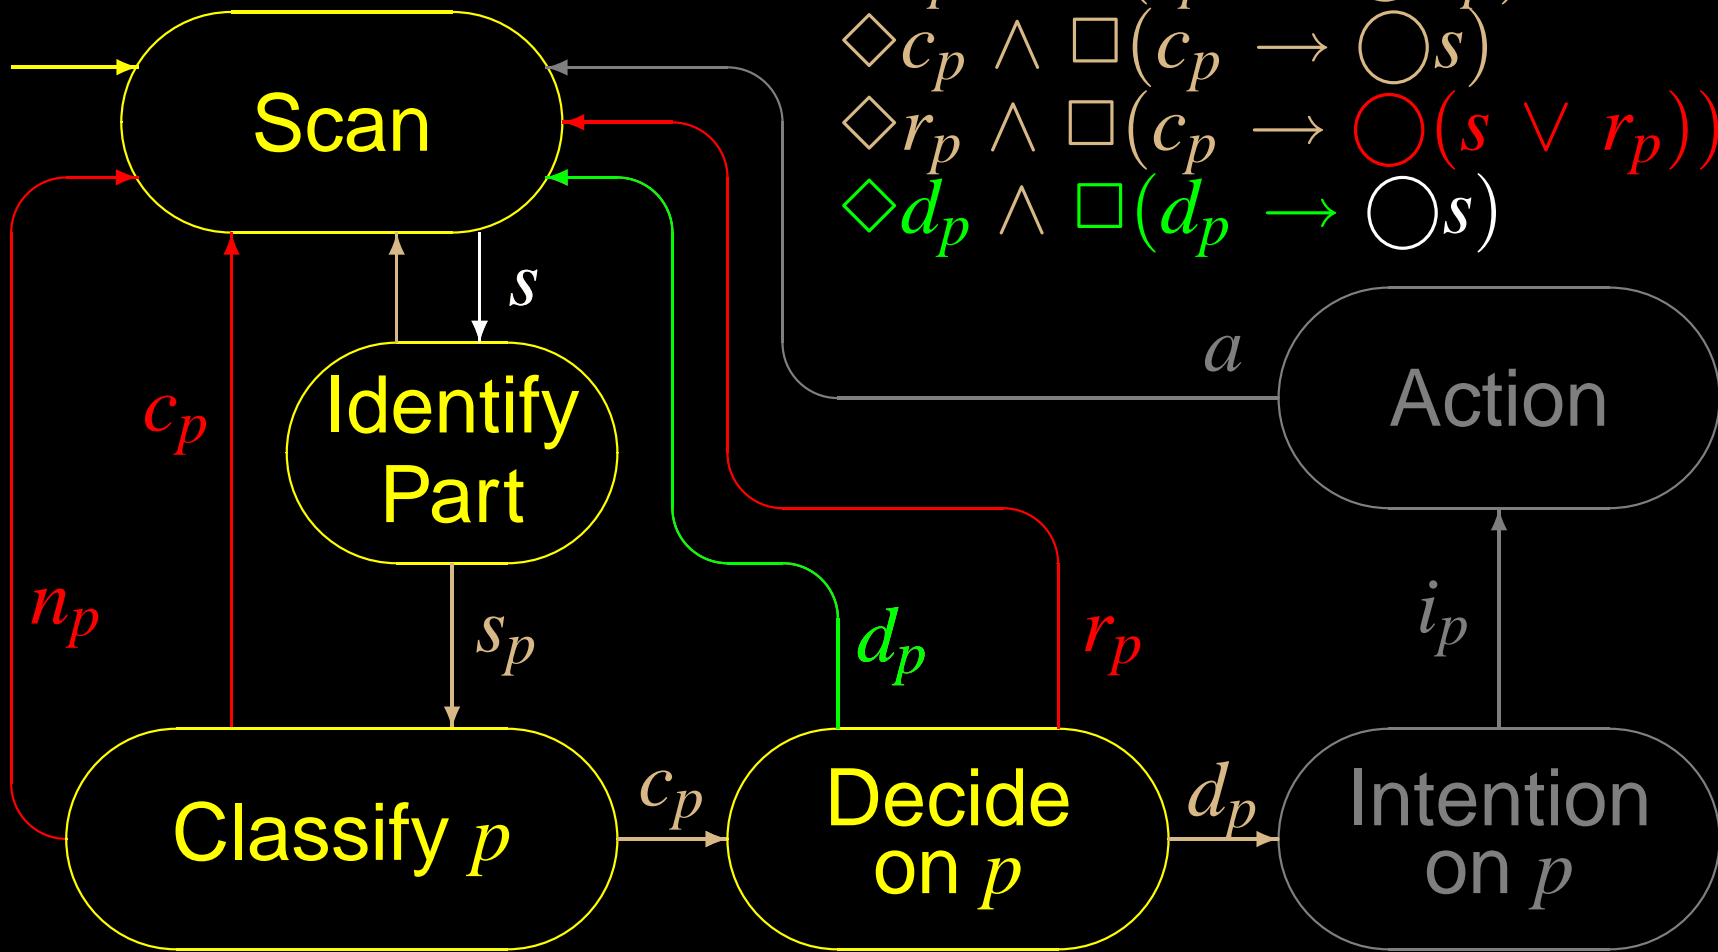 ◇c_p ∧ □(c_p → ◯s)
◇r_p ∧ □(c_p → ◯(s ∨ r_p))
◇d_p ∧ □(d_p → ◯s)
Scan
s
a
Action
Identify
Part
c_p
n_p
s_p
d_p
r_p
i_p
Classify p
c_p
Decide
on p
d_p
Intention
on p